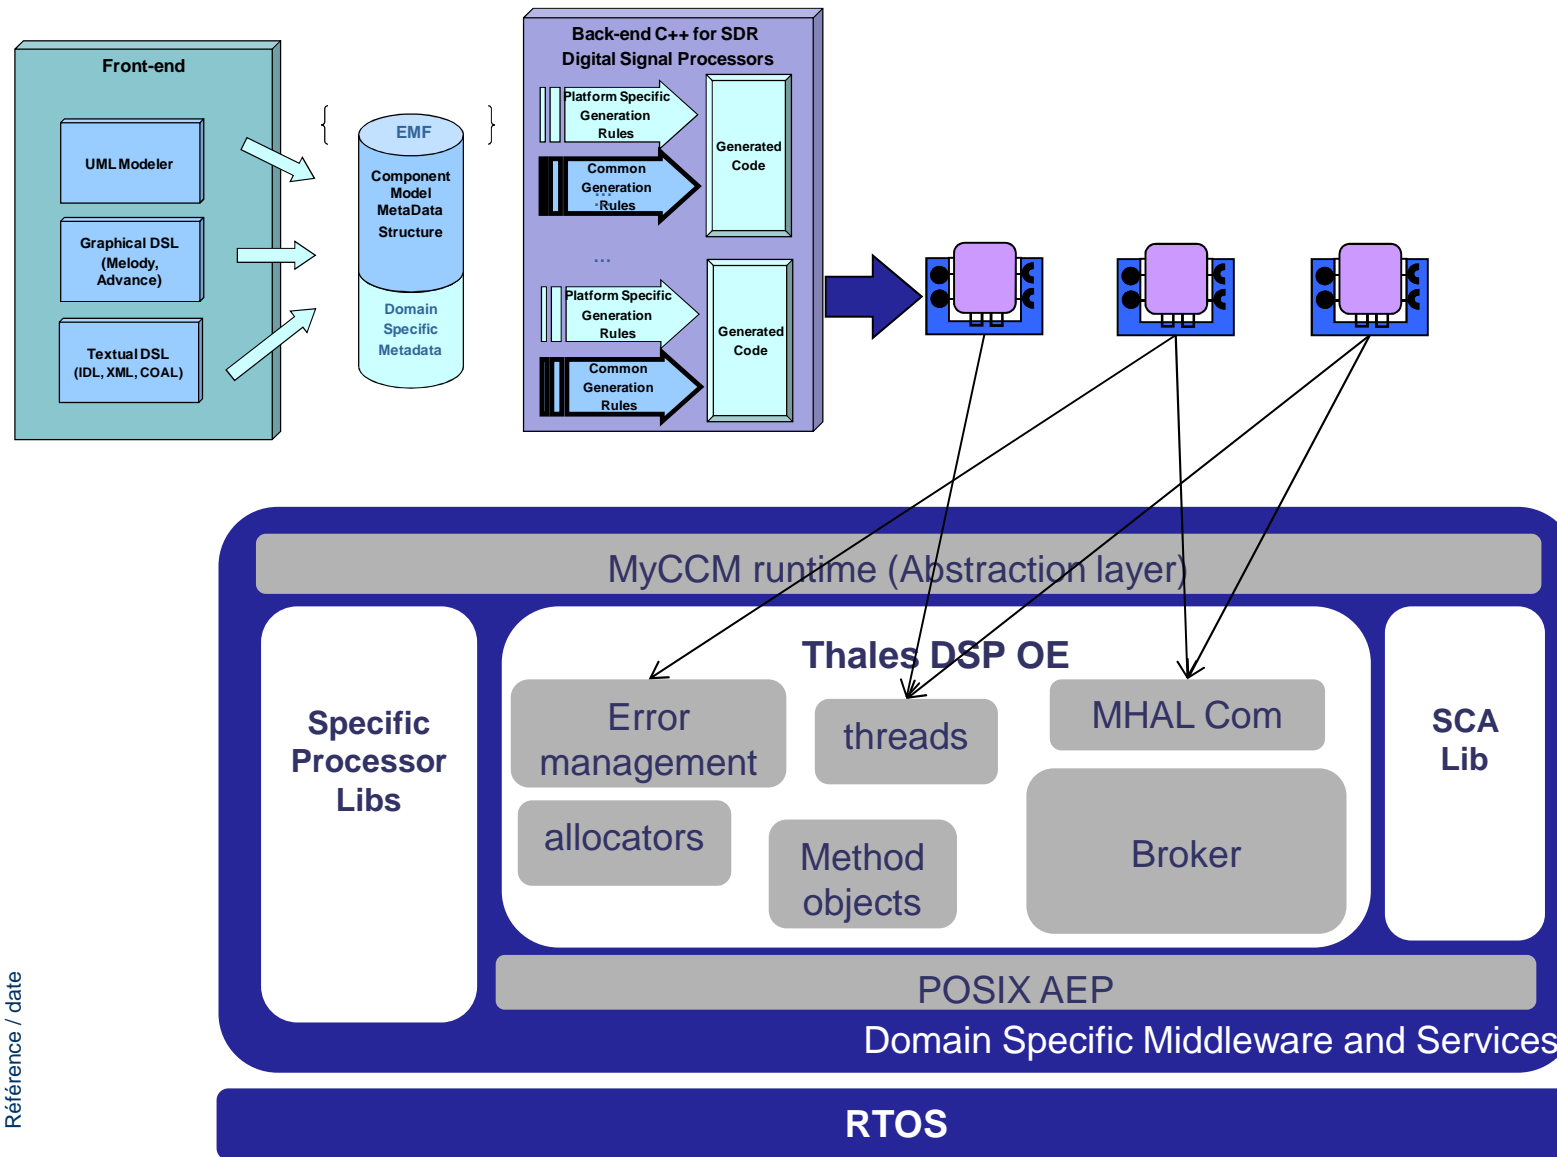 Front-end
UML Modeler
Graphical DSL
(Melody,
Advance)
Textual DSL
(IDL, XML, COAL)
{
}
EMF
Component
Model
MetaData
Structure
Domain
Specific
Metadata
Back-end C++ for SDR
Digital Signal Processors
Platform Specific
Generation
Rules
Common
Generation
Rules
...
Generated
Code
...
Platform Specific
Generation
Rules
Common
Generation
Rules
Generated
Code
MyCCM runtime (Abstraction layer)
Specific
Processor
Libs
Thales DSP OE
Error
management
threads
MHAL Com
allocators
Method
objects
Broker
SCA
Lib
POSIX AEP
Domain Specific Middleware and Services
RTOS
Référence / date